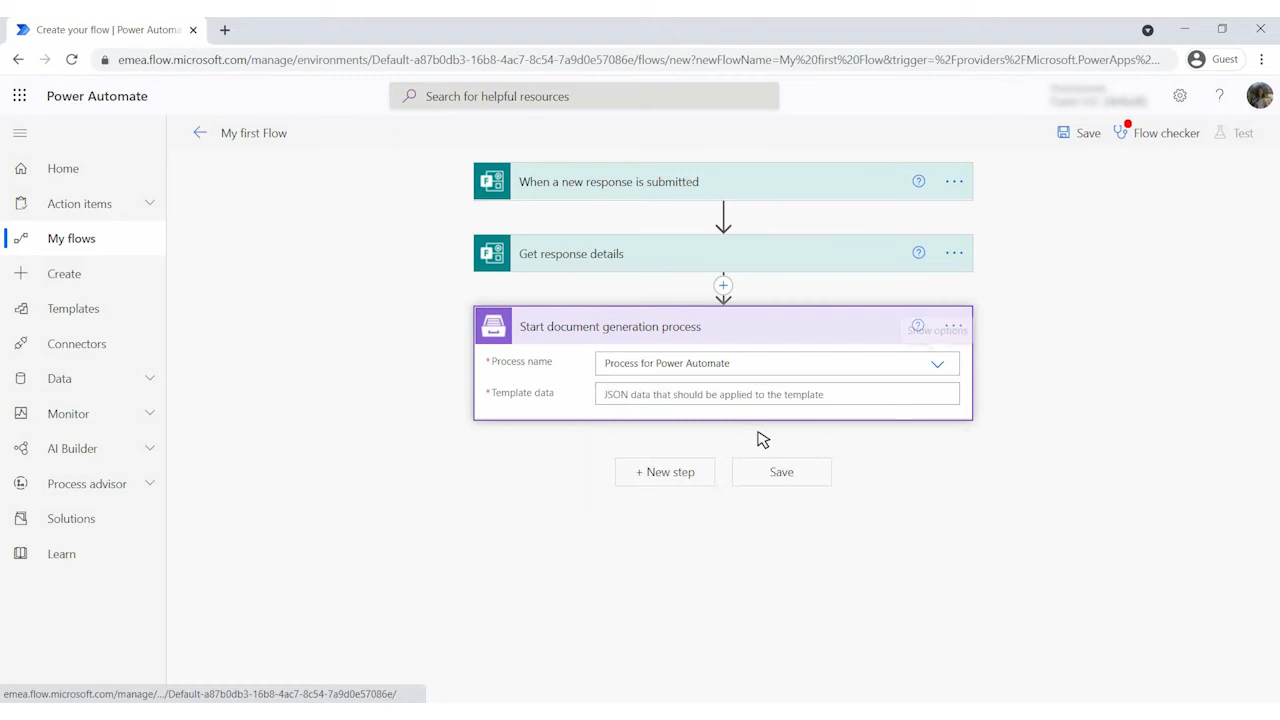 Create your flow | Power Automa
emea.flow.microsoft.com/manage/environments/Default-a87b0db3-16b8-4ac7-8c54-7a9d0e57086e/flows/new?newFlowName=My%20first%20Flow&trigger=%2Fproviders%2FMicrosoft.PowerApps%2...
Guest
Power Automate
Search for helpful resources
?
My first Flow
Save
Flow checker
Test
Home
Action items
My flows
Create
Templates
Connectors
Data
Monitor
AI Builder
Process advisor
Solutions
Learn
When a new response is submitted
Get response details
Start document generation process
Show options
* Process name
Process for Power Automate
* Template data
JSON data that should be applied to the template
+ New step
Save
emea.flow.microsoft.com/manage/.../Default-a87b0db3-16b8-4ac7-8c54-7a9d0e57086e/